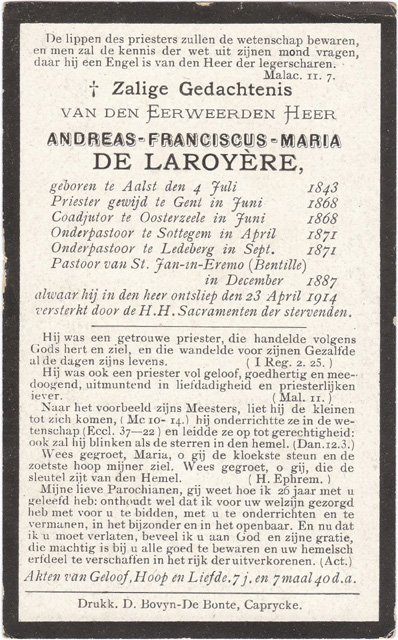 De lippen des priesters zullen de wetenschap bewaren,
en men zal de kennis der wet uit zijnen mond vragen,
daar hij een Engel is van den Heer der legerscharen.
Malac. 11. 7.
† Zalige Gedachtenis
VAN DEN EERWEERDEN HEER
ANDREAS-FRANCISCUS-MARIA
DE LAROYÈRE,
geboren te Aalst den 4 Juli 1843
Priester gewijd te Gent in Juni 1868
Coadjutor te Oosterzeele in Juni 1868
Onderpastoor te Sottegem in April 1871
Onderpastoor te Ledeberg in Sept. 1871
Pastoor van St. Jan-in-Eremo (Bentille)
in December 1887
alwaar hij in den heer ontsliep den 23 April 1914
versterkt door de H.H. Sacramenten der stervenden.
Hij was een getrouwe priester, die handelde volgens
Gods hert en ziel, en die wandelde voor zijnen Gezalfde
al de dagen zijns levens. (I Reg. 2. 25.)
Hij was ook een priester vol geloof, goedhertig en mee-
doogend, uitmuntend in liefdadigheid en priesterlijken
iever. (Mal. 11.)
Naar het voorbeeld zijns Meesters, liet hij de kleinen
tot zich komen, (Mc 10-14.) hij onderrichtte ze in de we-
tenschap (Eccl. 37-22) en leidde ze op tot gerechtigheid:
ook zal hij blinken als de sterren in den hemel. (Dan. 12.3.)
Wees gegroet, Maria, o gij de kloekste steun en de
zoetste hoop mijner ziel. Wees gegroet, o gij, die de
sleutel zijt van den Hemel. (H. Ephrem.)
Mijne lieve Parochianen, gij weet hoe ik 26 jaar met u
geleefd heb: onthoudt wel dat ik voor uw welzijn gezorgd
heb met voor u te bidden, met u te onderrichten en te
vermanen, in het bijzonder en in het openbaar. En nu dat
ik u moet verlaten, beveel ik u aan God en zijne gratie,
die machtig is bij u alle goed te bewaren en uw hemelsch
erfdeel te verschaffen in het rijk der uitverkorenen. (Act.)
Akten van Geloof, Hoop en Liefde. 7 j. en 7 maal 40 d. a.
Drukk. D. Bovyn-De Bonte, Caprycke.